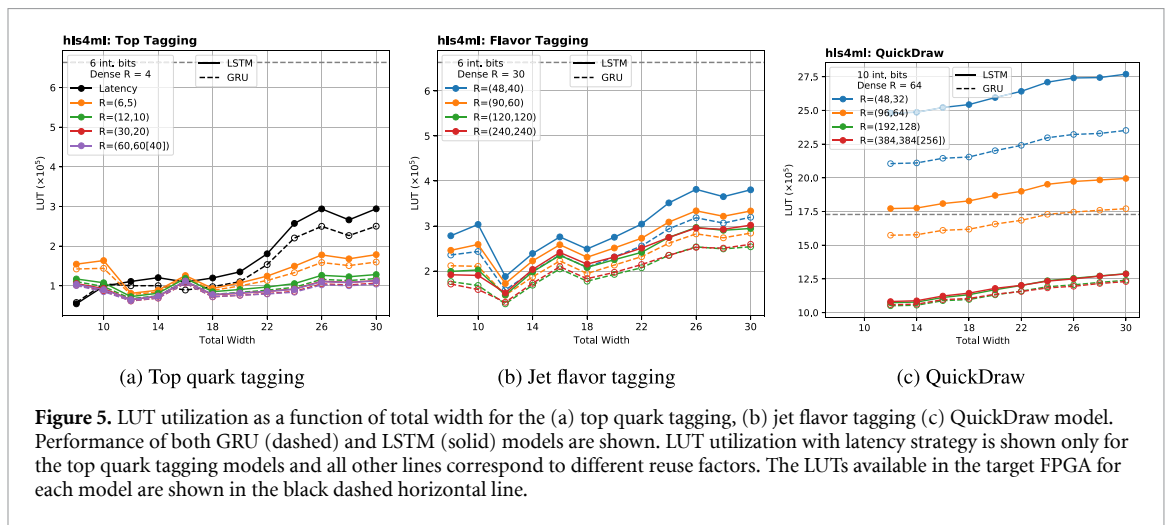 hls4ml: Top Tagging
6 int. bits
Dense R = 4
Latency
R=(6,5)
R=(12,10)
R=(30,20)
R=(60,60[40])
LSTM
GRU
LUT (×10⁵)
6
5
4
3
2
1
10
14
18
22
26
30
Total Width
(a) Top quark tagging
hls4ml: Flavor Tagging
6 int. bits
Dense R = 30
R=(48,40)
R=(90,60)
R=(120,120)
R=(240,240)
LSTM
GRU
LUT (×10⁵)
6
5
4
3
2
10
14
18
22
26
30
Total Width
(b) Jet flavor tagging
hls4ml: QuickDraw
10 int. bits
Dense R = 64
R=(48,32)
R=(96,64)
R=(192,128)
R=(384,384[256])
LSTM
GRU
LUT (×10⁵)
27,5
25,0
22,5
20,0
17,5
15,0
12,5
10,0
10
14
18
22
26
30
Total Width
(c) QuickDraw
Figure 5. LUT utilization as a function of total width for the (a) top quark tagging, (b) jet flavor tagging (c) QuickDraw model.
Performance of both GRU (dashed) and LSTM (solid) models are shown. LUT utilization with latency strategy is shown only for
the top quark tagging models and all other lines correspond to different reuse factors. The LUTs available in the target FPGA for
each model are shown in the black dashed horizontal line.